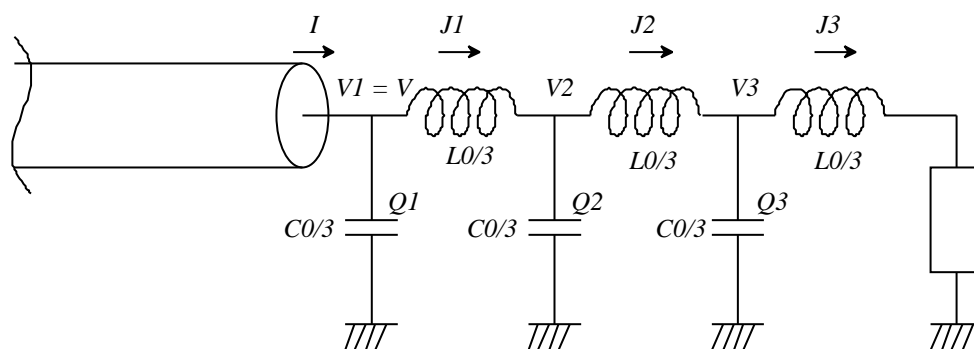 I J1 J2 J3
V1 = V V2 V3
L0/3 L0/3 L0/3
Q1 Q2 Q3
C0/3 C0/3 C0/3